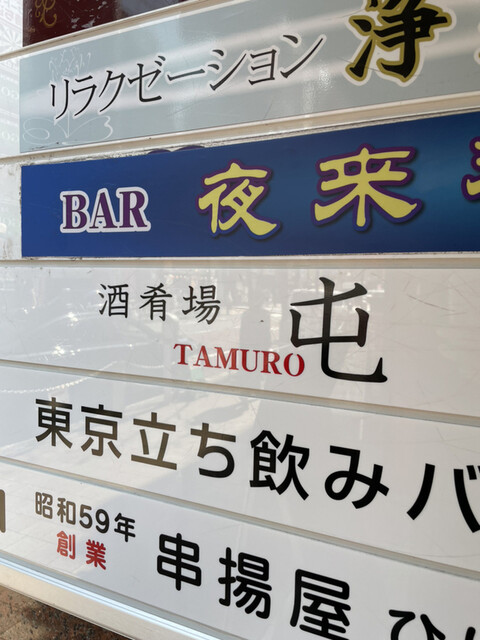 リラクゼーション 浄
BAR 夜来
酒肴場 屯
TAMURO
東京立ち飲みバ
昭和59年 創業 串揚屋 ひ